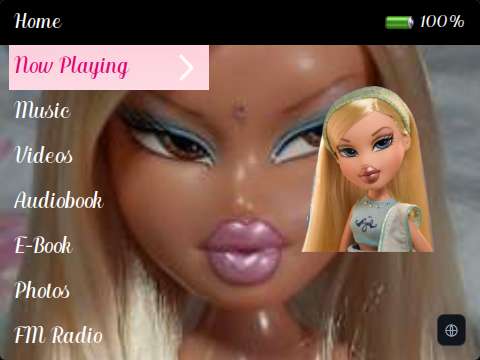 Home
100%
Now Playing
Music
Videos
Audiobook
E-Book
Photos
FM Radio